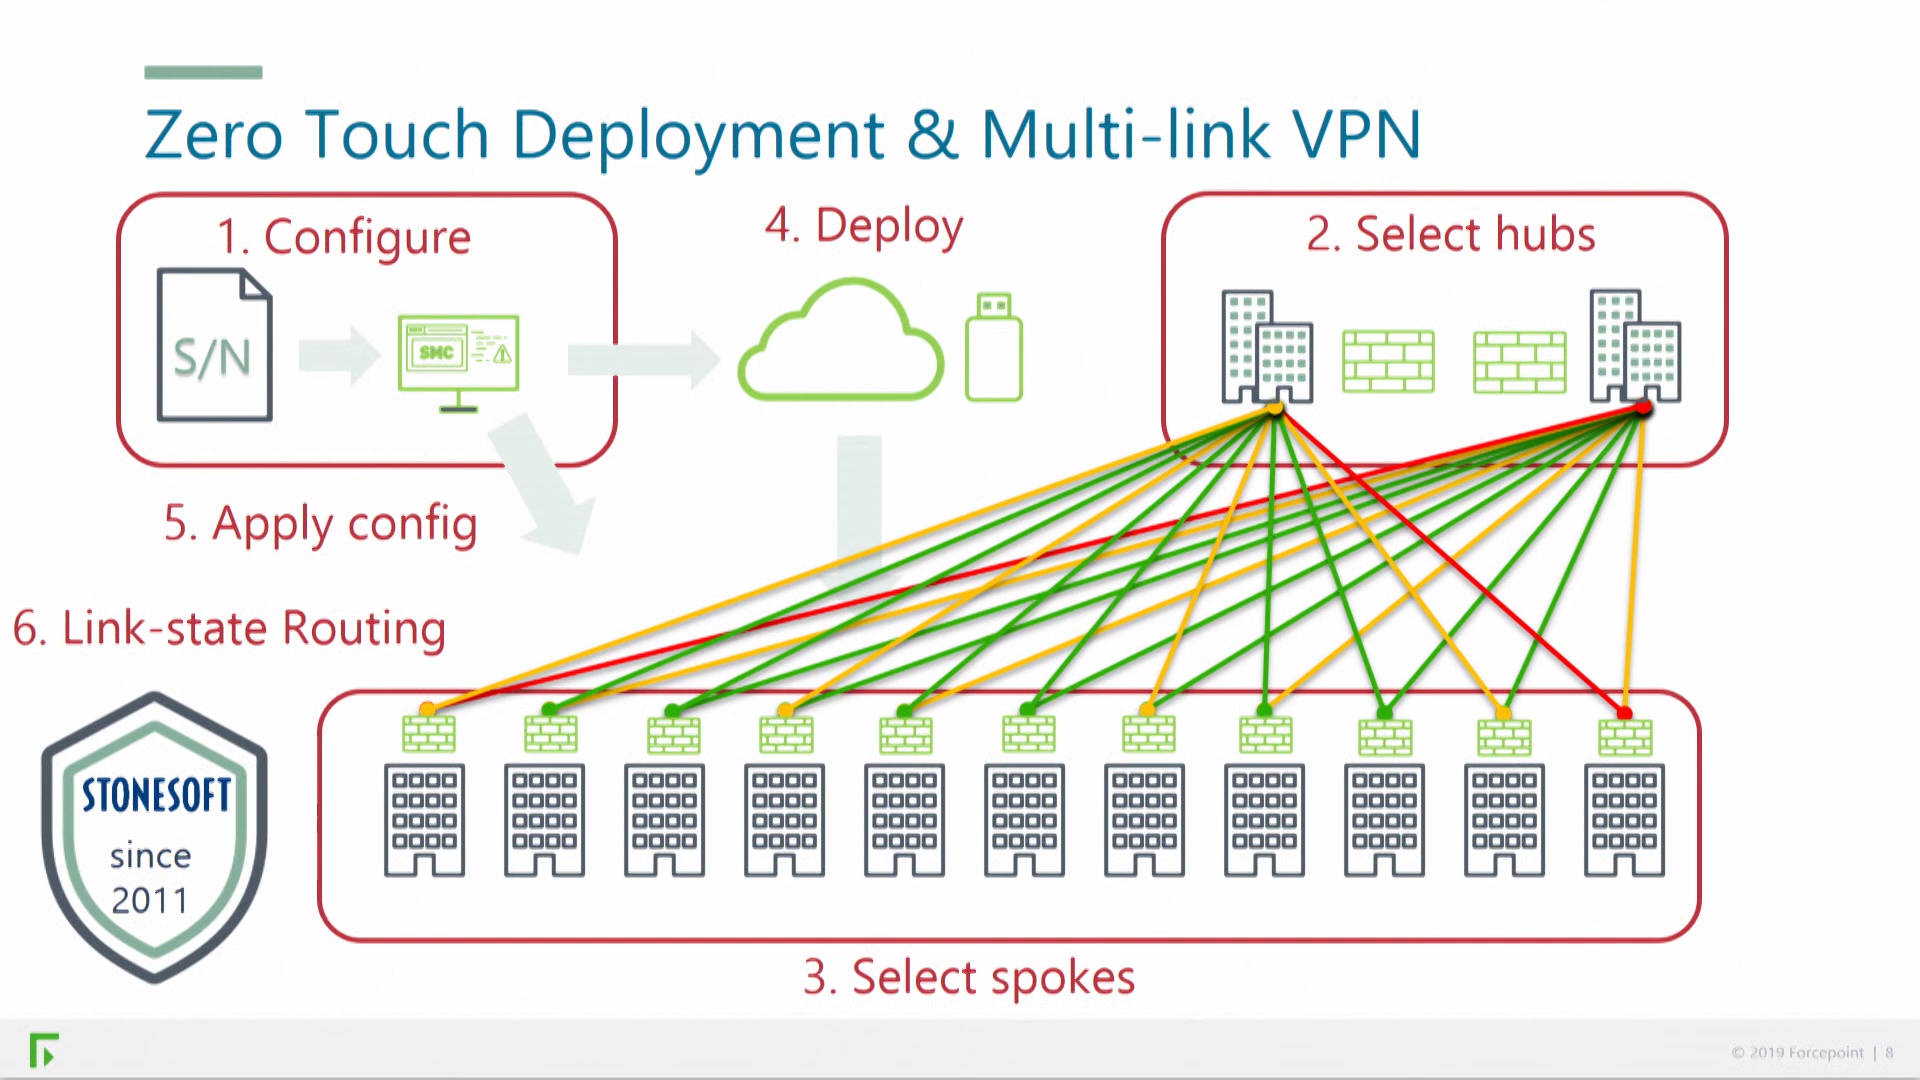 Zero Touch Deployment & Multi-link VPN
1. Configure
4. Deploy
2. Select hubs
S/N
SMC
5. Apply config
6. Link-state Routing
STONESOFT
since
2011
3. Select spokes
© 2019 Forcepoint | 8